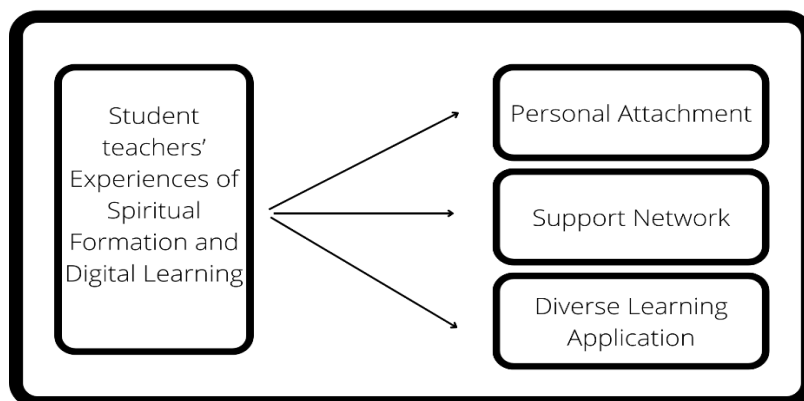 Student
teachers’
Experiences of
Spiritual
Formation and
Digital Learning
Personal Attachment
Support Network
Diverse Learning
Application